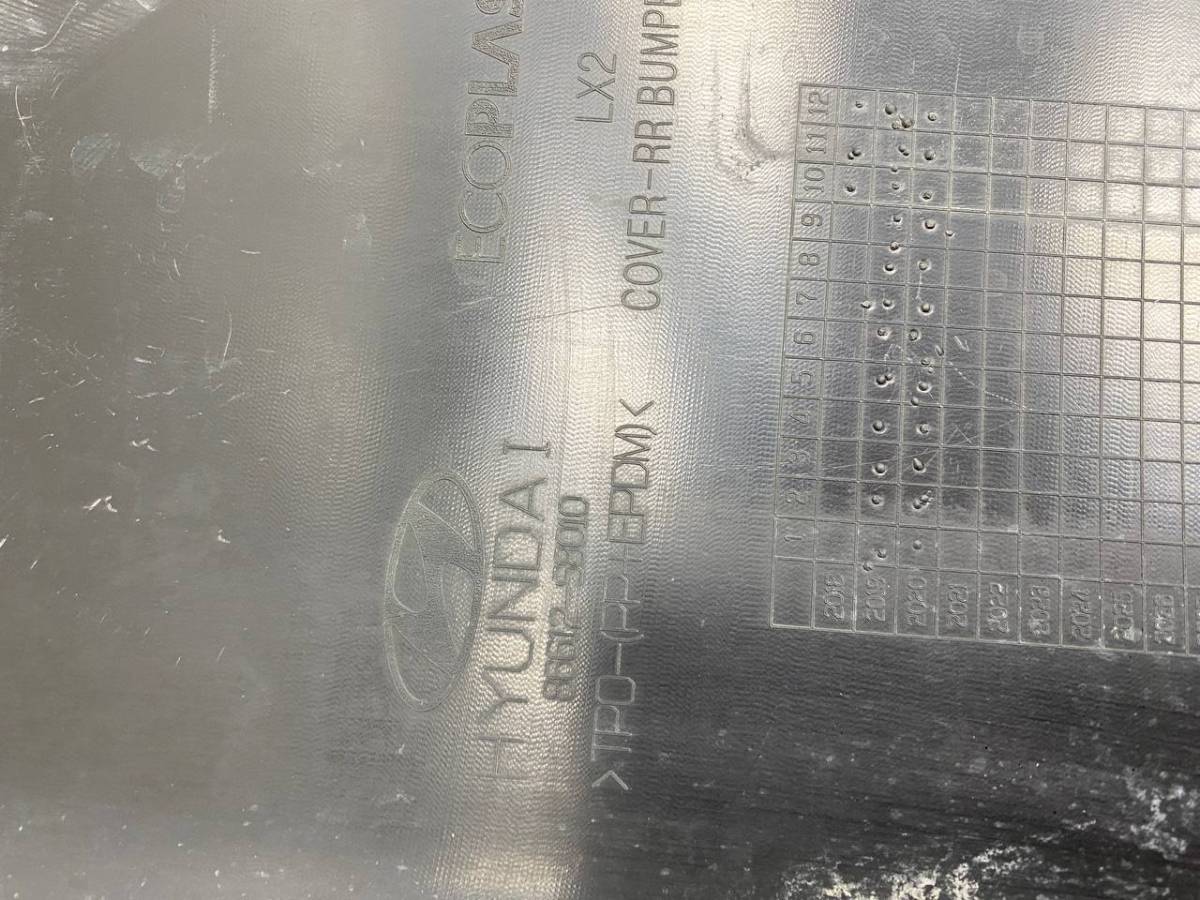 HYUNDAI ECOPLAS
86612-S8010 LX2
>TPO-(PP+EPDM)< COVER-RR BUMPE
1 2 3 4 5 6 7 8 9 10 11 12
2018
2019
2020
2021
2022
2023
2024
2025
2026